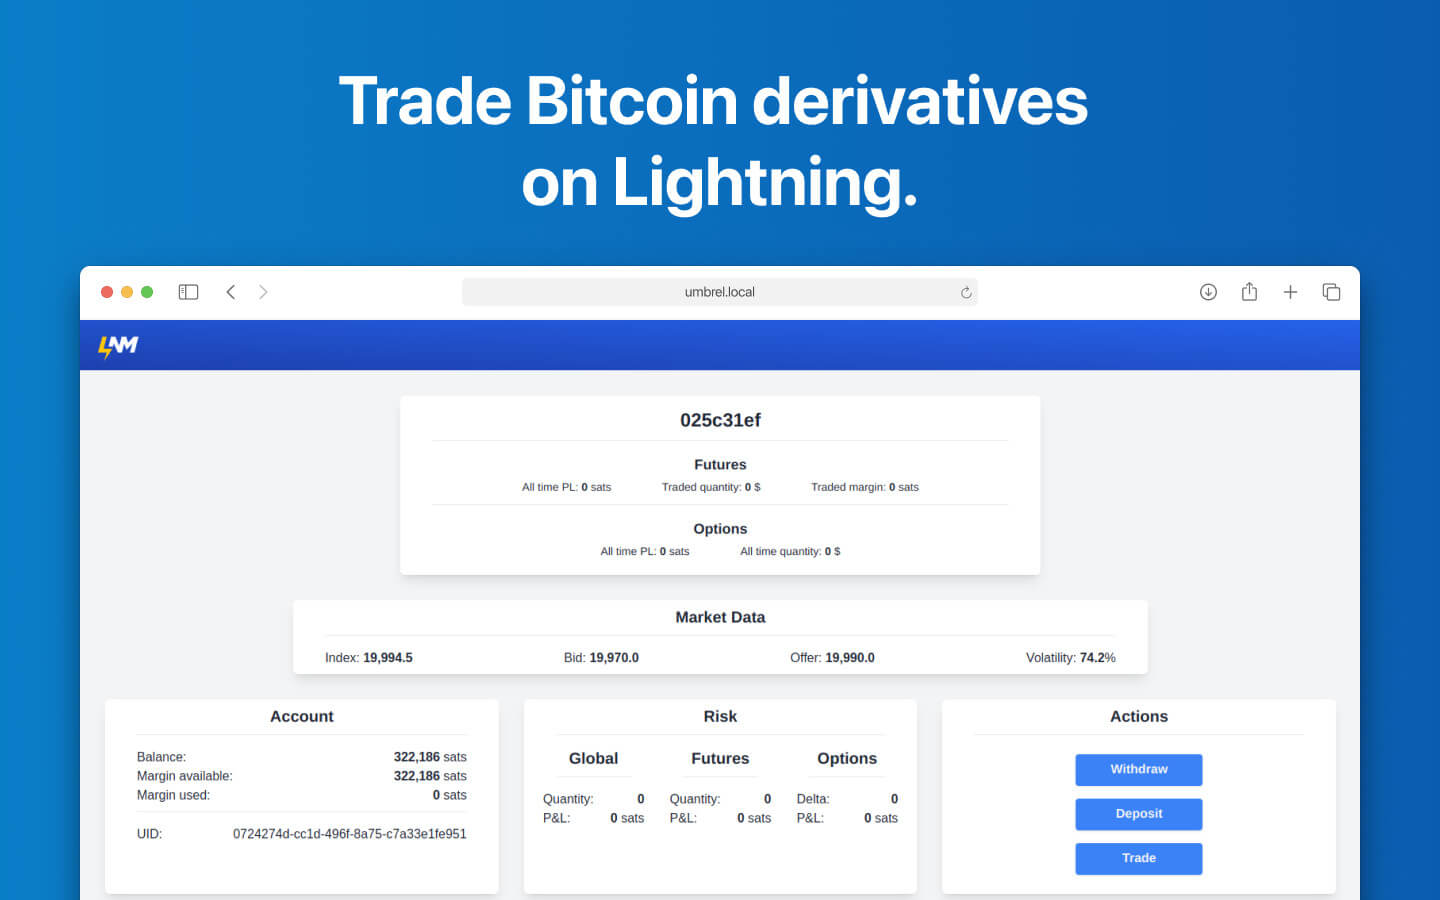 Trade Bitcoin derivatives
on Lightning.
umbrel.local
LNM
025c31ef
Futures
All time PL: 0 sats Traded quantity: 0 $ Traded margin: 0 sats
Options
All time PL: 0 sats All time quantity: 0 $
Market Data
Index: 19,994.5 Bid: 19,970.0 Offer: 19,990.0 Volatility: 74.2%
Account
Balance: 322,186 sats
Margin available: 322,186 sats
Margin used: 0 sats
UID: 0724274d-cc1d-496f-8a75-c7a33e1fe951
Risk
Global Futures Options
Quantity: 0 Quantity: 0 Delta: 0
P&L: 0 sats P&L: 0 sats P&L: 0 sats
Actions
Withdraw
Deposit
Trade